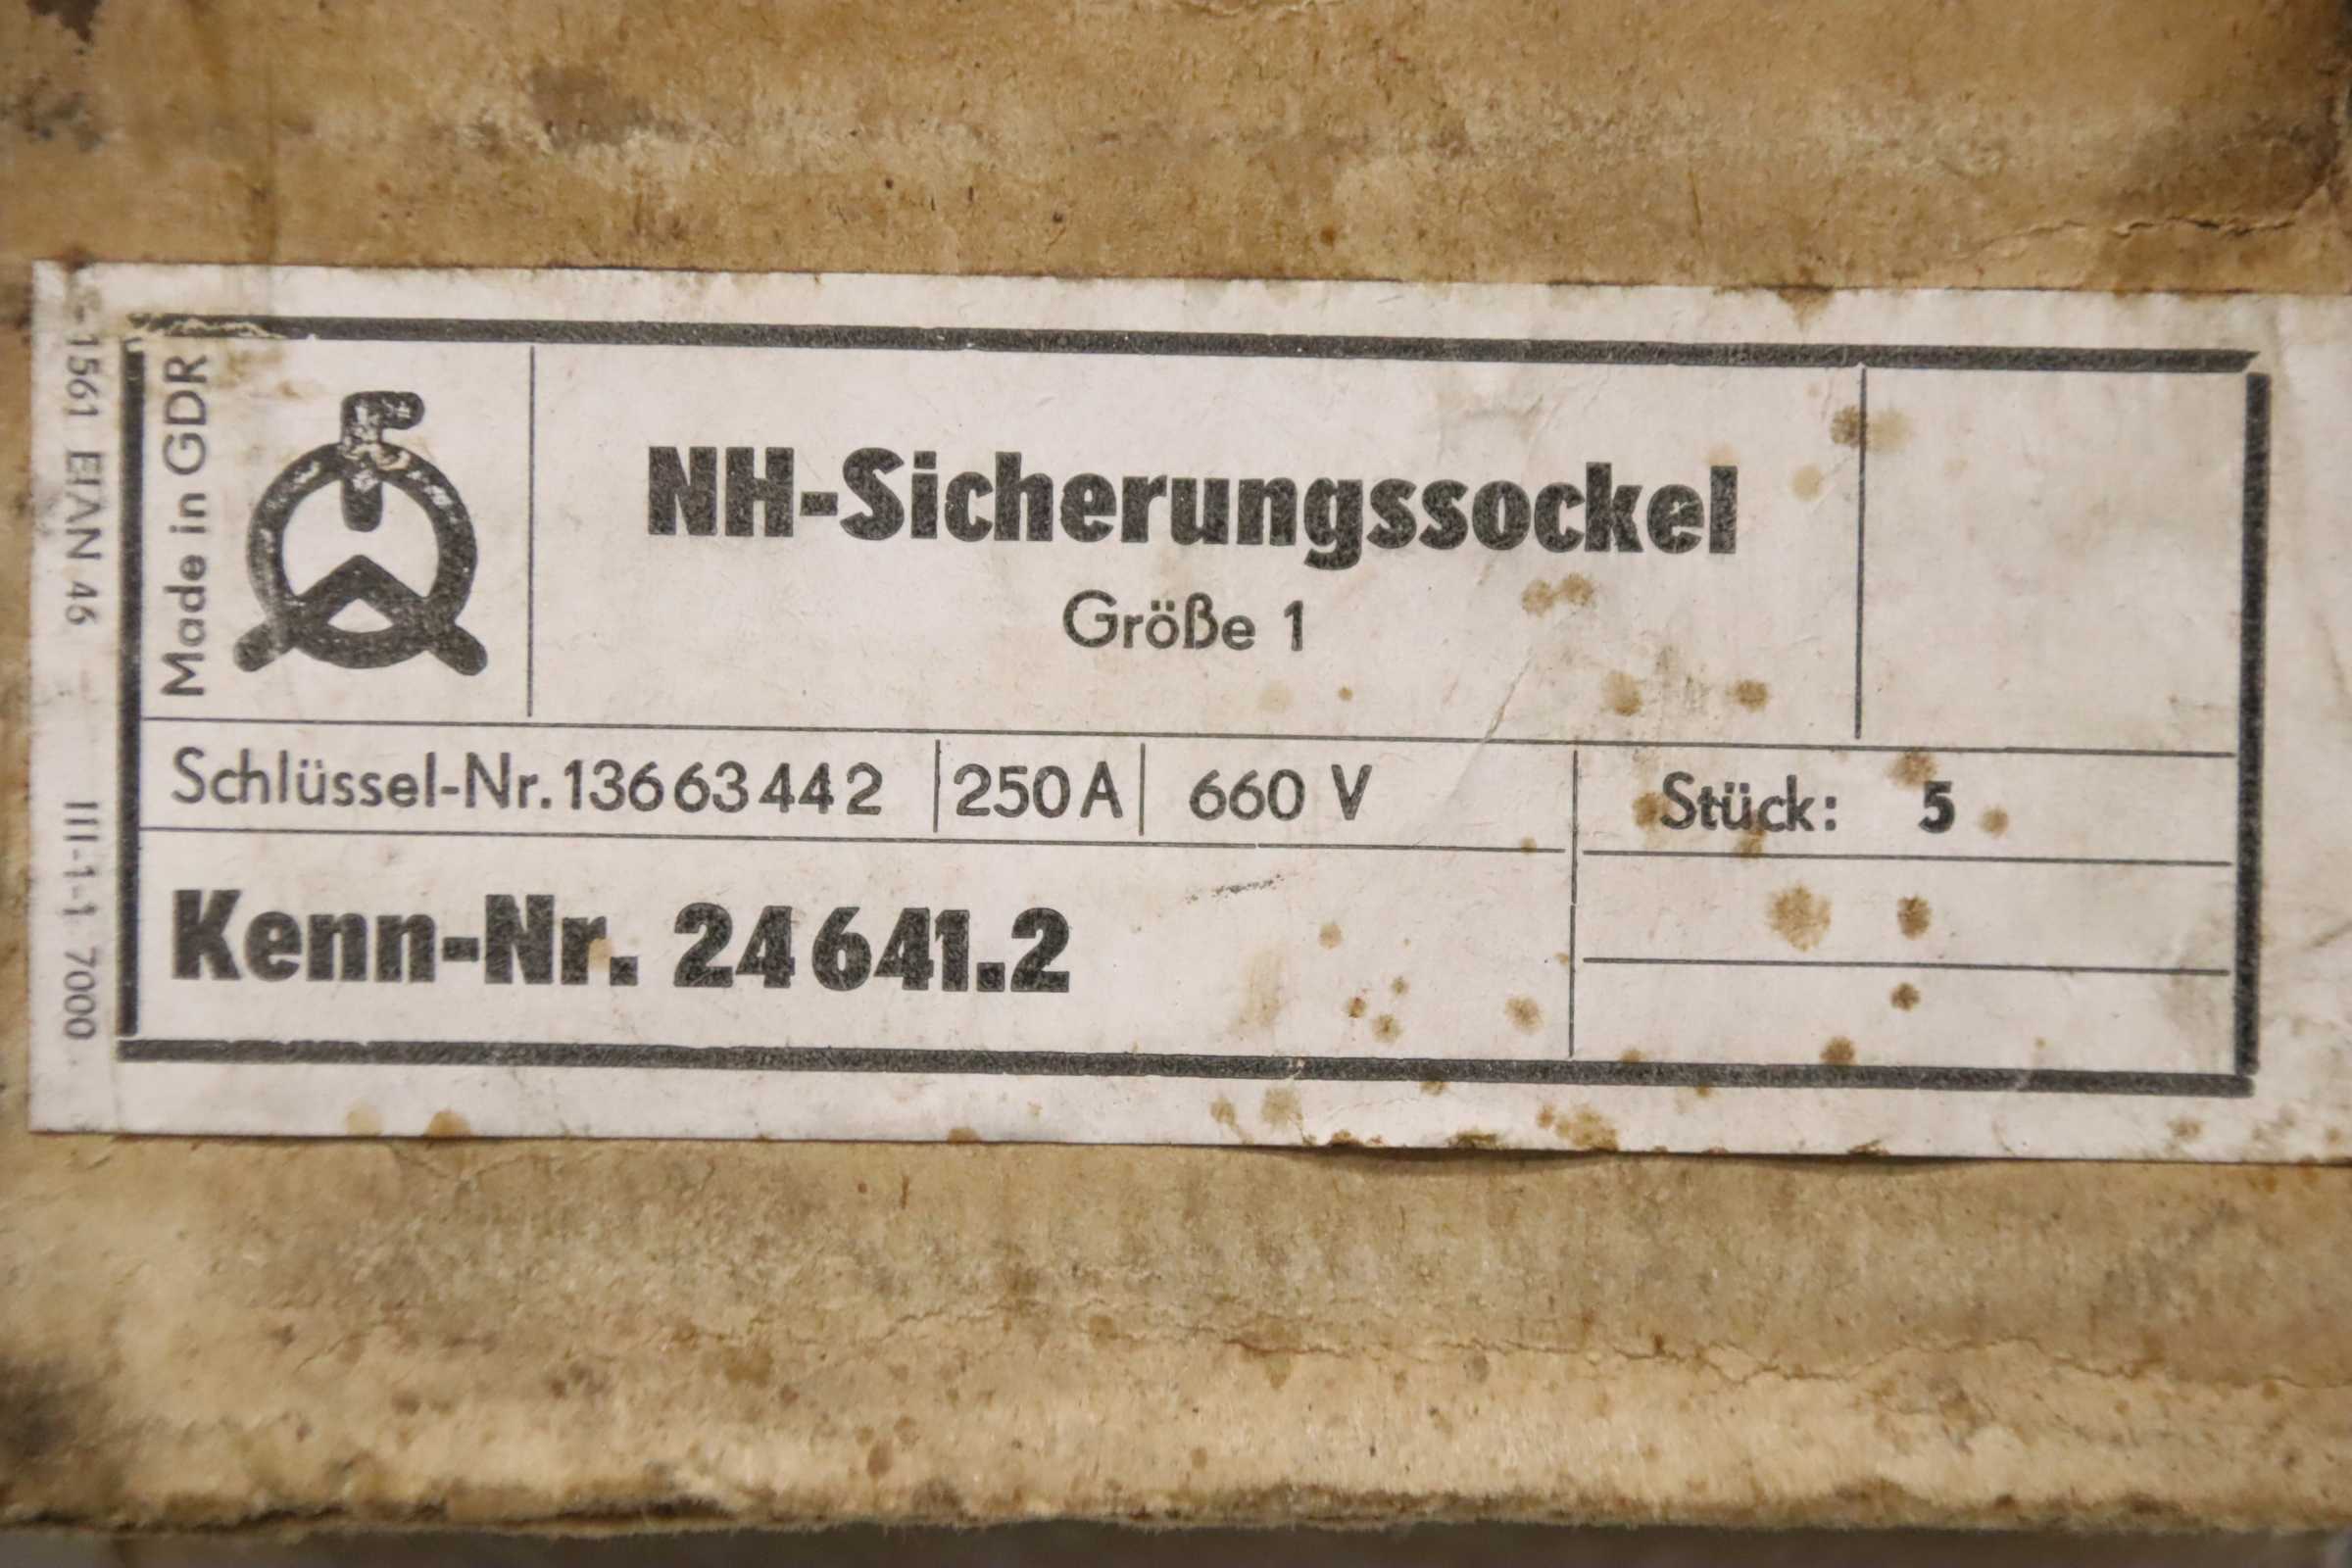 Made in GDR
NH-Sicherungssockel
Größe 1
Schlüssel-Nr. 13663442 250A 660 V Stück: 5
Kenn-Nr. 24641.2
1561 EIAN 46 III-1-1 7000